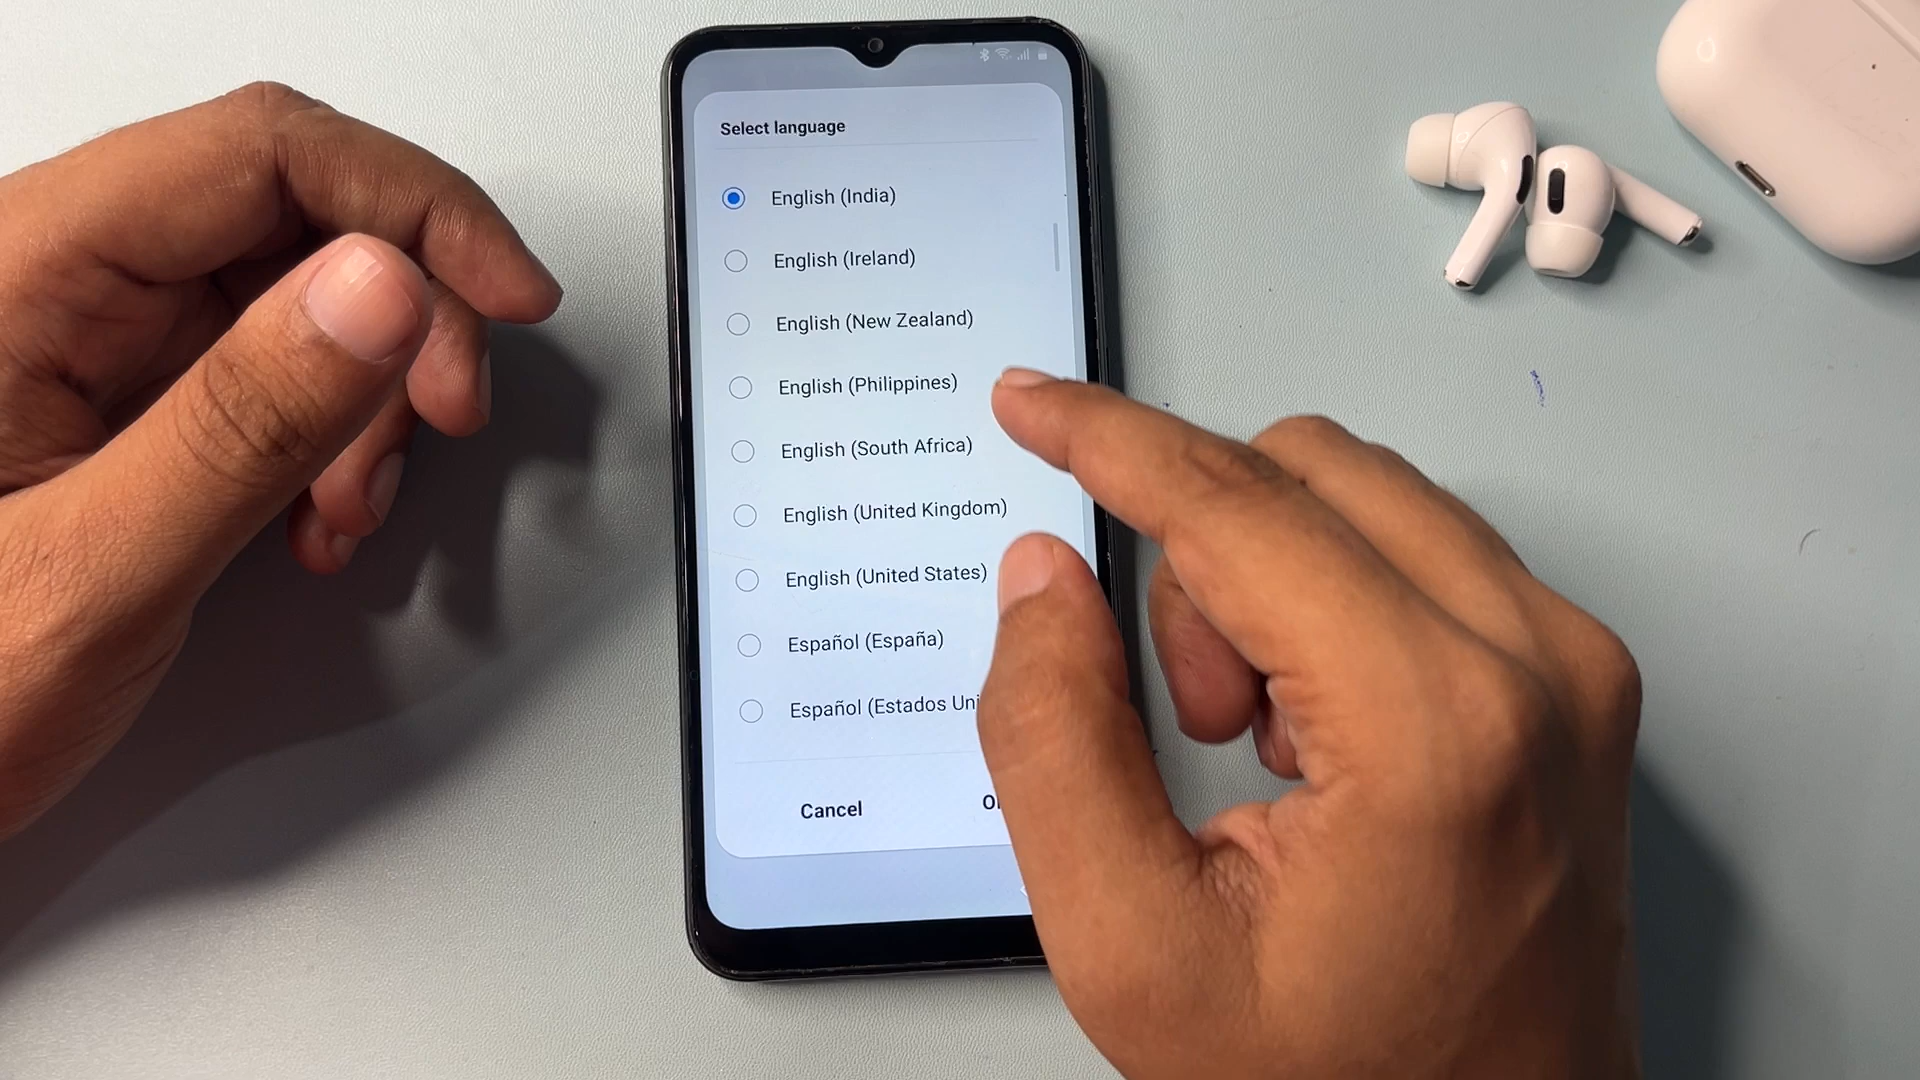 Select language
English (India)
English (Ireland)
English (New Zealand)
English (Philippines)
English (South Africa)
English (United Kingdom)
English (United States)
Español (España)
Español (Estados
Cancel